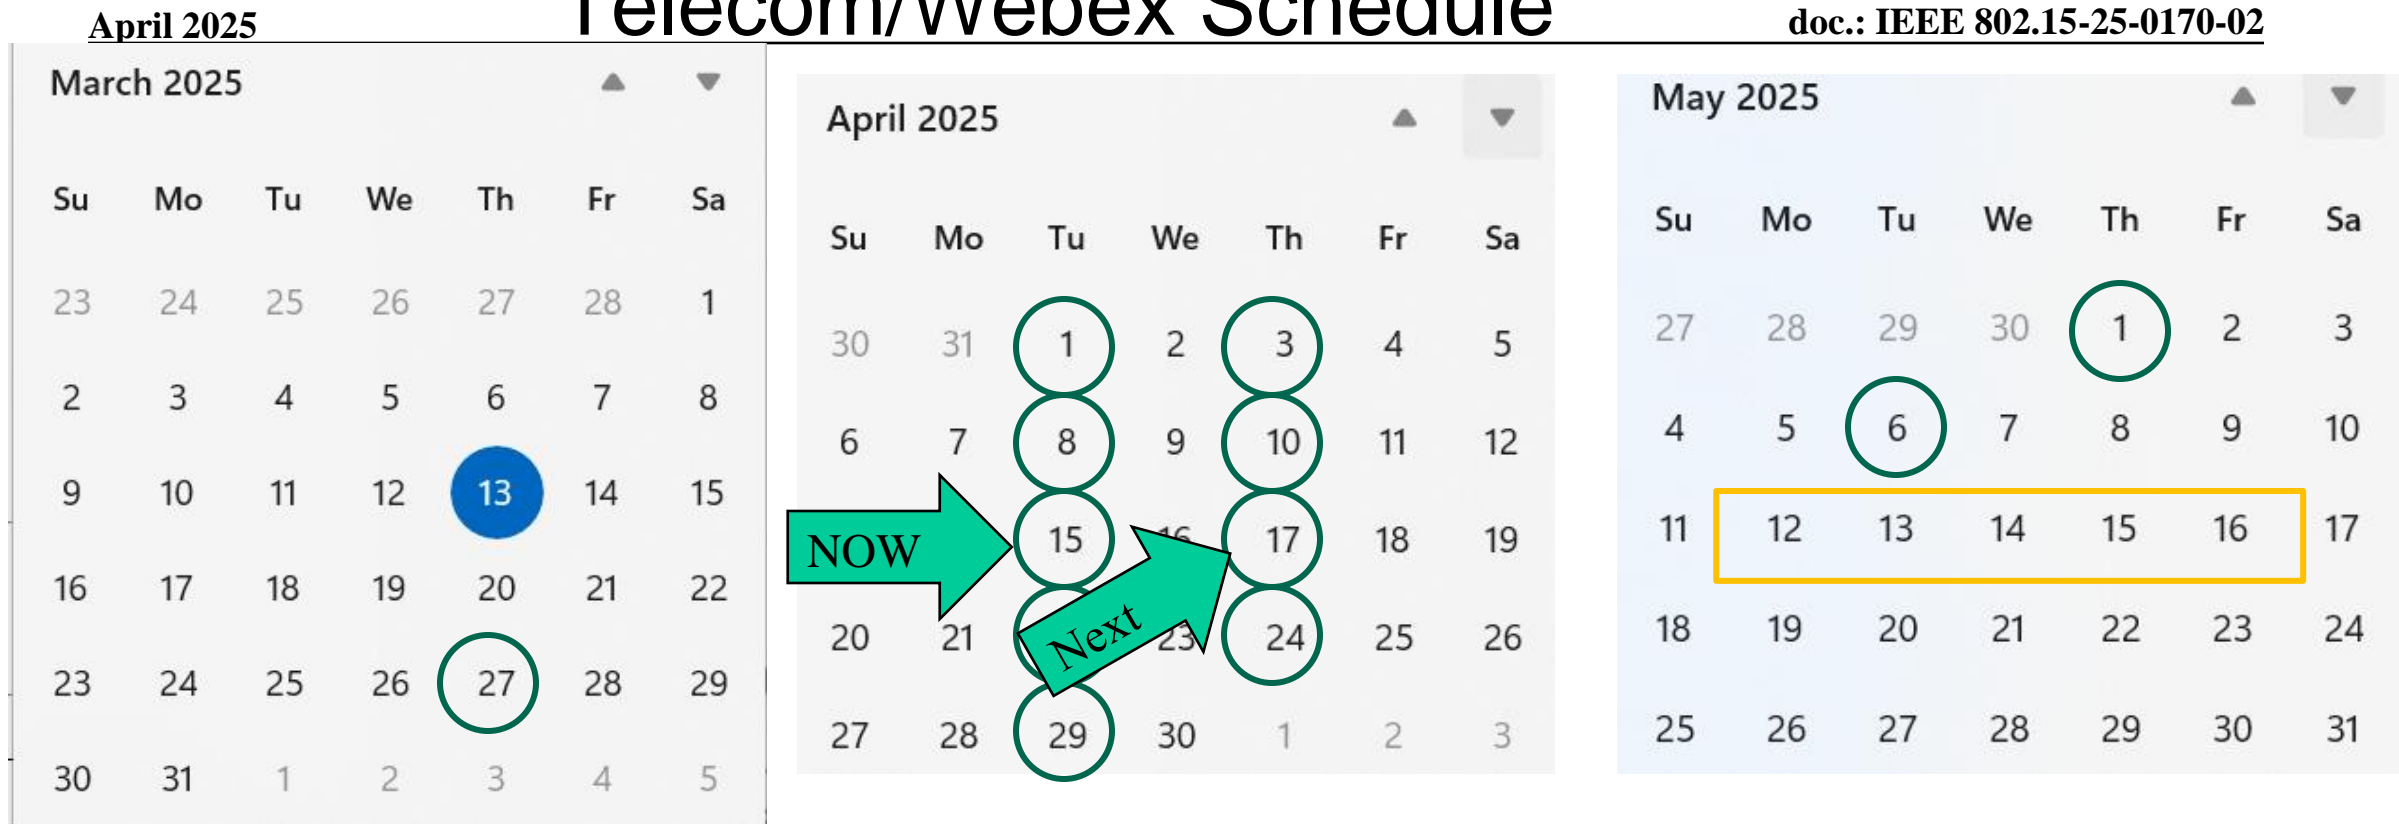 April 2025
Telecom/Webex Schedule
doc.: IEEE 802.15-25-0170-02
March 2025
Su Mo Tu We Th Fr Sa
23 24 25 26 27 28 1
2 3 4 5 6 7 8
9 10 11 12 13 14 15
16 17 18 19 20 21 22
23 24 25 26 27 28 29
30 31 1 2 3 4 5
April 2025
Su Mo Tu We Th Fr Sa
30 31 1 2 3 4 5
6 7 8 9 10 11 12
NOW
15 16 17 18 19
Next
20 21 23 24 25 26
27 28 29 30 1 2 3
May 2025
Su Mo Tu We Th Fr Sa
27 28 29 30 1 2 3
4 5 6 7 8 9 10
11 12 13 14 15 16 17
18 19 20 21 22 23 24
25 26 27 28 29 30 31